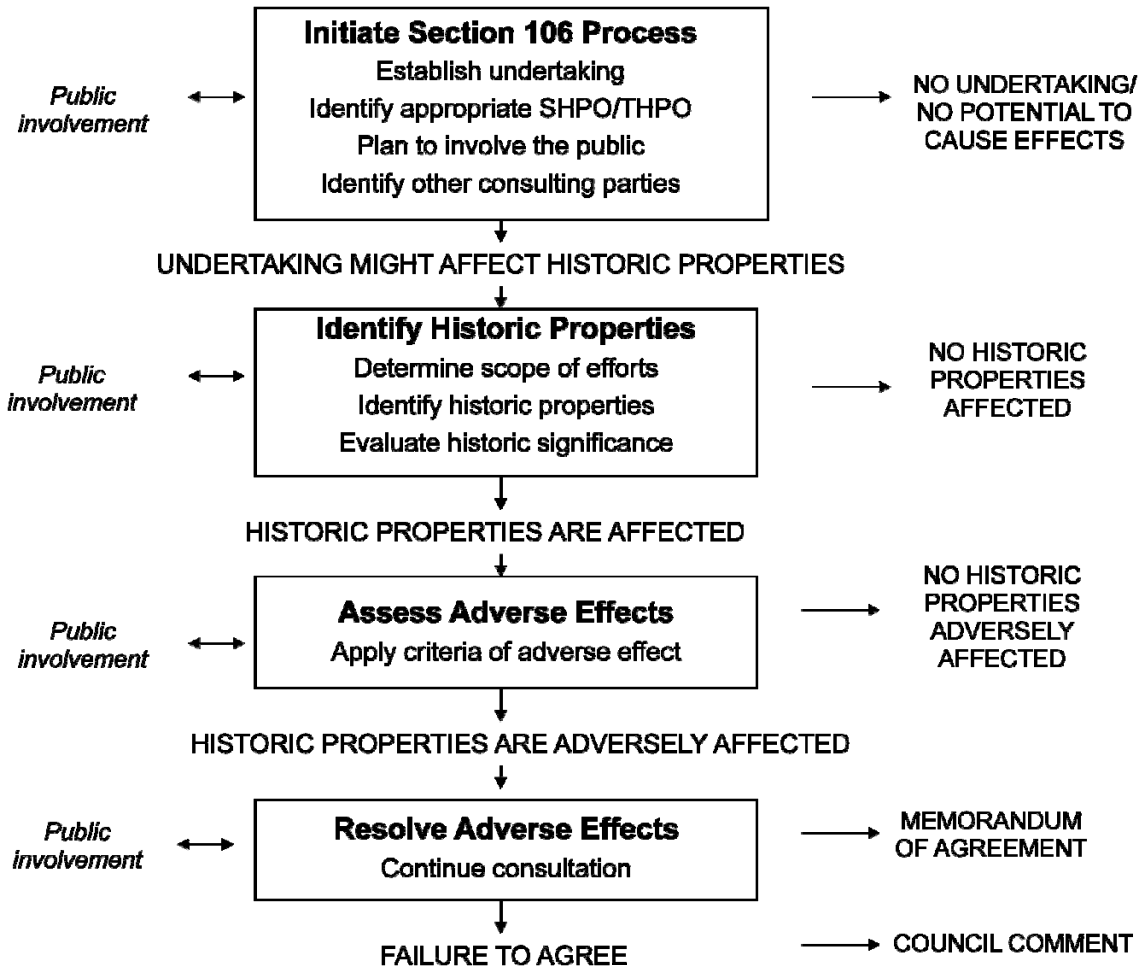 Initiate Section 106 Process
Establish undertaking
Identify appropriate SHPO/THPO
Plan to involve the public
Identify other consulting parties
Public
involvement
NO UNDERTAKING/
NO POTENTIAL TO
CAUSE EFFECTS
UNDERTAKING MIGHT AFFECT HISTORIC PROPERTIES
Identify Historic Properties
Determine scope of efforts
Identify historic properties
Evaluate historic significance
Public
involvement
NO HISTORIC
PROPERTIES
AFFECTED
HISTORIC PROPERTIES ARE AFFECTED
Assess Adverse Effects
Apply criteria of adverse effect
Public
involvement
NO HISTORIC
PROPERTIES
ADVERSELY
AFFECTED
HISTORIC PROPERTIES ARE ADVERSELY AFFECTED
Resolve Adverse Effects
Continue consultation
Public
involvement
MEMORANDUM
OF AGREEMENT
FAILURE TO AGREE
COUNCIL COMMENT